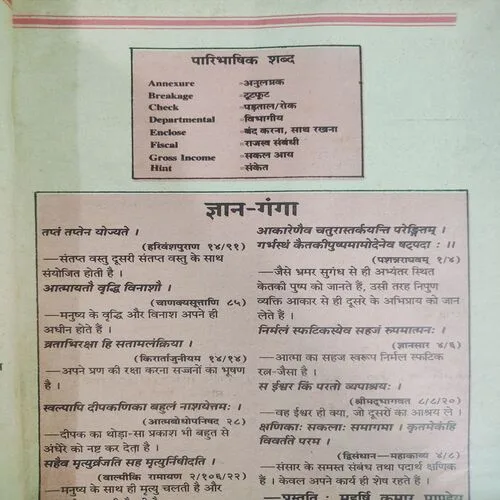 पारिभाषिक शब्द
Annexure -अनुलग्नक
Breakage -टूटफूट
Check -पड़ताल/रोक
Departmental -विभागीय
Enclose -बंद करना, साथ रखना
Fiscal -राजस्व संबंधी
Gross Income -सकल आय
Hint -संकेत
ज्ञान-गंगा
तप्तं तप्तेन योज्यते ।
(हरिवंशपुराण १४/९१)
—संतप्त वस्तु दूसरी संतप्त वस्तु के साथ
संयोजित होती है ।
आत्मायतौ वृद्धि विनाशौ ।
(चाणक्यसूत्ताणि ८५)
—मनुष्य के वृद्धि और विनाश अपने ही
अधीन होते हैं ।
व्रताभिरक्षा हि सतामलंक्रिया ।
(किरातार्जुनीयम १४/१४)
—अपने प्रण की रक्षा करना सज्जनों का भूषण
है ।
स्वल्पापि दीपकणिका बहुलं नाशयेत्तमः ।
(आत्मबोधोपनिषद २८)
—दीपक का थोड़ा-सा प्रकाश भी बहुत से
अंधेरे को नष्ट कर देता है ।
सहैव मृत्युर्व्रजति सह मृत्युर्निषीदति ।
(वाल्मीकि रामायण २/१०६/२२)
—मनुष्य के साथ ही मृत्यु चलती है और
आकारेणैव चतुरास्तर्कयन्ति परेङ्गितम् ।
गर्भस्थं केतकीपुष्पमामोदेनेव षट्पदाः ।।
(पशन्नराघवम् १/४)
—जैसे भ्रमर सुगंध से ही अभ्यंतर स्थित
केतकी पुष्प को जानते हैं, उसी तरह निपुण
व्यक्ति आकार से ही दूसरे के अभिप्राय को जान
लेते हैं ।
निर्मलं स्फटिकस्येव सहजं रुपमात्मनः ।
(ज्ञानसार ४/६)
—आत्मा का सहज स्वरूप निर्मल स्फटिक
रत्न-जैसा है ।
स ईश्वर किं परतो व्यपाश्रयः ।
(श्रीमद्भागवत ८/८/२०)
—वह ईश्वर ही क्या, जो दूसरों का आश्रय ले ।
क्षणिकाः सकलाः समागमा । कृतमेकेहि
विवर्तते परम ।
(द्विसंधान—महाकाव्य ४/८)
—संसार के समस्त संबंध तथा पदार्थ क्षणिक
हैं । केवल अपने कार्य ही शेष रहते हैं ।
—प्रस्तुति : महर्षि कुमार पाण्डेय